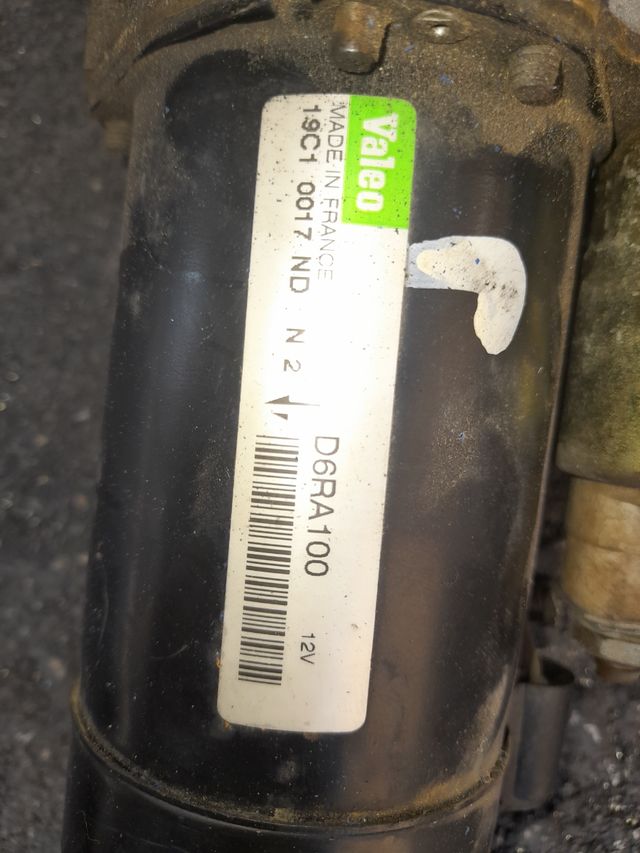 Valeo
MADE IN FRANCE
19C1 0017 ND N 2
D6RA100
12V